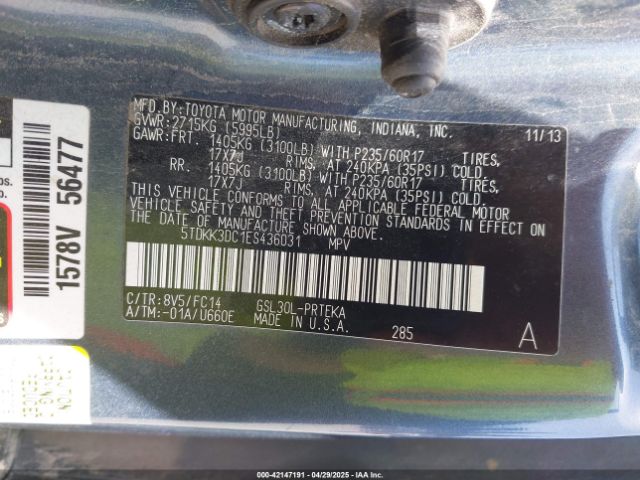 MFD. BY: TOYOTA MOTOR MANUFACTURING, INDIANA, INC. 11/13
GVWR: 2715KG (5995LB)
GAWR: FRT. 1405KG (3100LB) WITH P235/60R17 TIRES,
17X7J RIMS, AT 240KPA (35PSI) COLD.
RR. 1405KG (3100LB) WITH P235/60R17 TIRES,
17X7J RIMS, AT 240KPA (35PSI) COLD.
THIS VEHICLE CONFORMS TO ALL APPLICABLE FEDERAL MOTOR
VEHICLE SAFETY AND THEFT PREVENTION STANDARDS IN EFFECT
ON THE DATE OF MANUFACTURE SHOWN ABOVE.
5TDKK3DC1ES436031 MPV
C/TR: 8V5/FC14 GSL30L-PRTEKA
A/TM: -01A/U660E MADE IN U.S.A. 285 A
1578V 56477
000-42147191 - 04/29/2025 - IAAI.COM